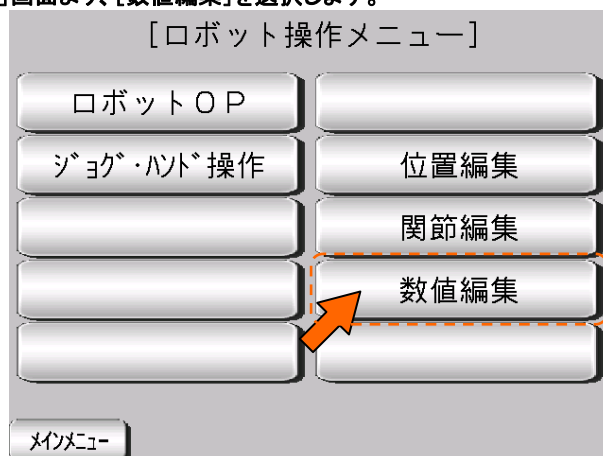 ]画面より、[数値編集]を選択します。
[ロボット操作メニュー]
ロボットＯＰ
ｼﾞｮｸﾞ・ﾊﾝﾄﾞ操作
位置編集
関節編集
数値編集
ﾒｲﾝﾒﾆｭｰ